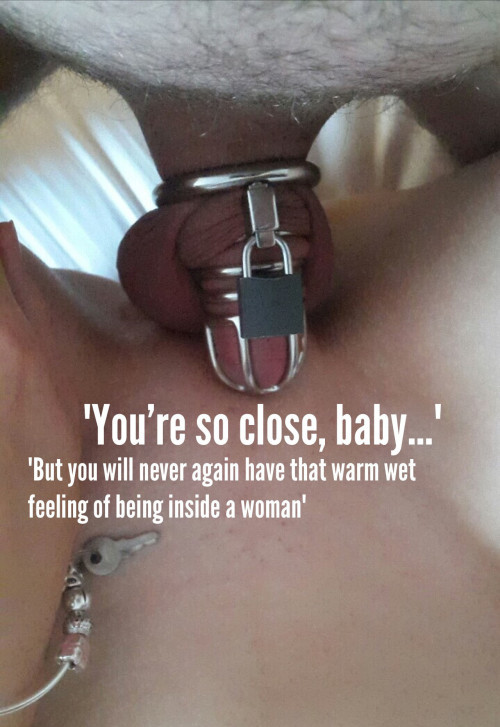 'You're so close, baby...'
'But you will never again have that warm wet
feeling of being inside a woman'